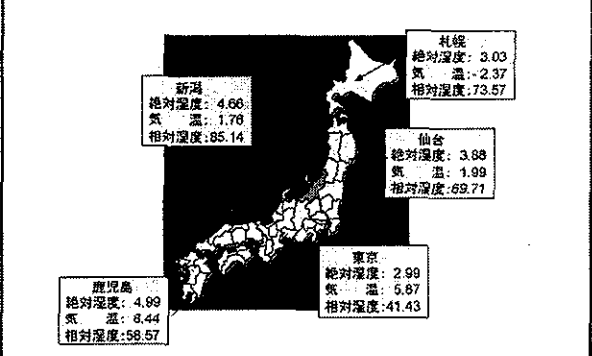 札幌
絶対湿度: 3.03
気 温:-2.37
相対湿度:73.57
新潟
絶対湿度: 4.66
気 温: 1.76
相対湿度:85.14
仙台
絶対湿度: 3.88
気 温: 1.99
相対湿度:69.71
東京
絶対湿度: 2.99
気 温: 5.87
相対湿度:41.43
鹿児島
絶対湿度: 4.99
気 温: 8.44
相対湿度:58.57